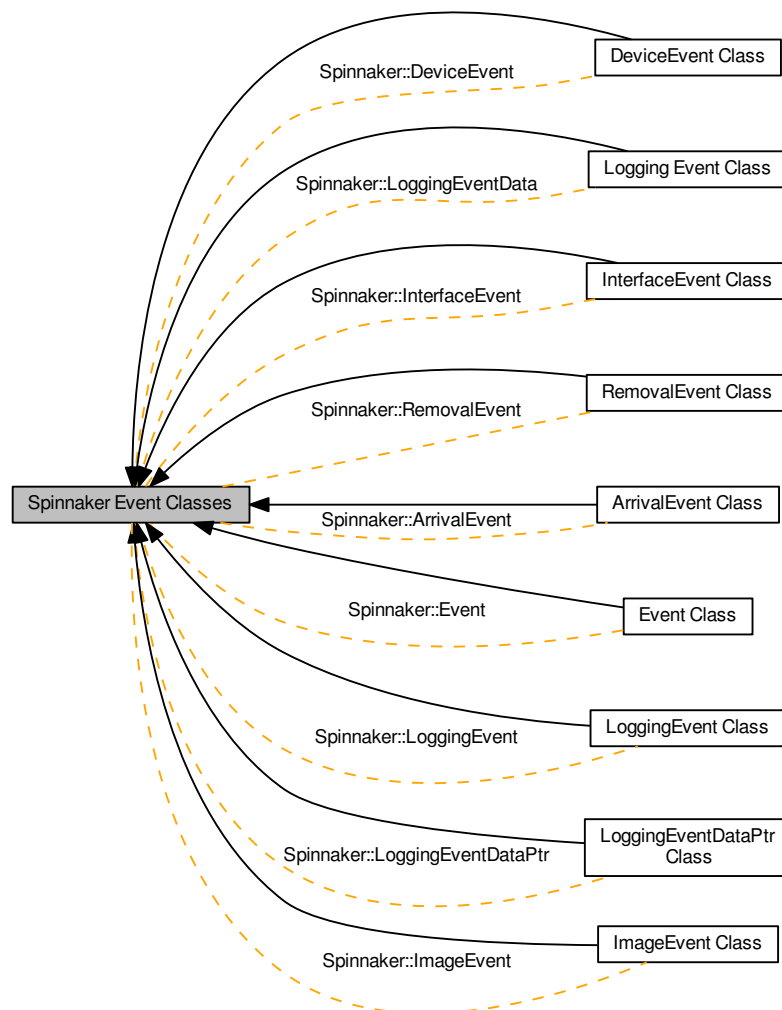 DeviceEvent Class
Spinnaker::DeviceEvent
Logging Event Class
Spinnaker::LoggingEventData
InterfaceEvent Class
Spinnaker::InterfaceEvent
RemovalEvent Class
Spinnaker::RemovalEvent
Spinnaker Event Classes
ArrivalEvent Class
Spinnaker::ArrivalEvent
Event Class
Spinnaker::Event
LoggingEvent Class
Spinnaker::LoggingEvent
LoggingEventDataPtr
Class
Spinnaker::LoggingEventDataPtr
ImageEvent Class
Spinnaker::ImageEvent